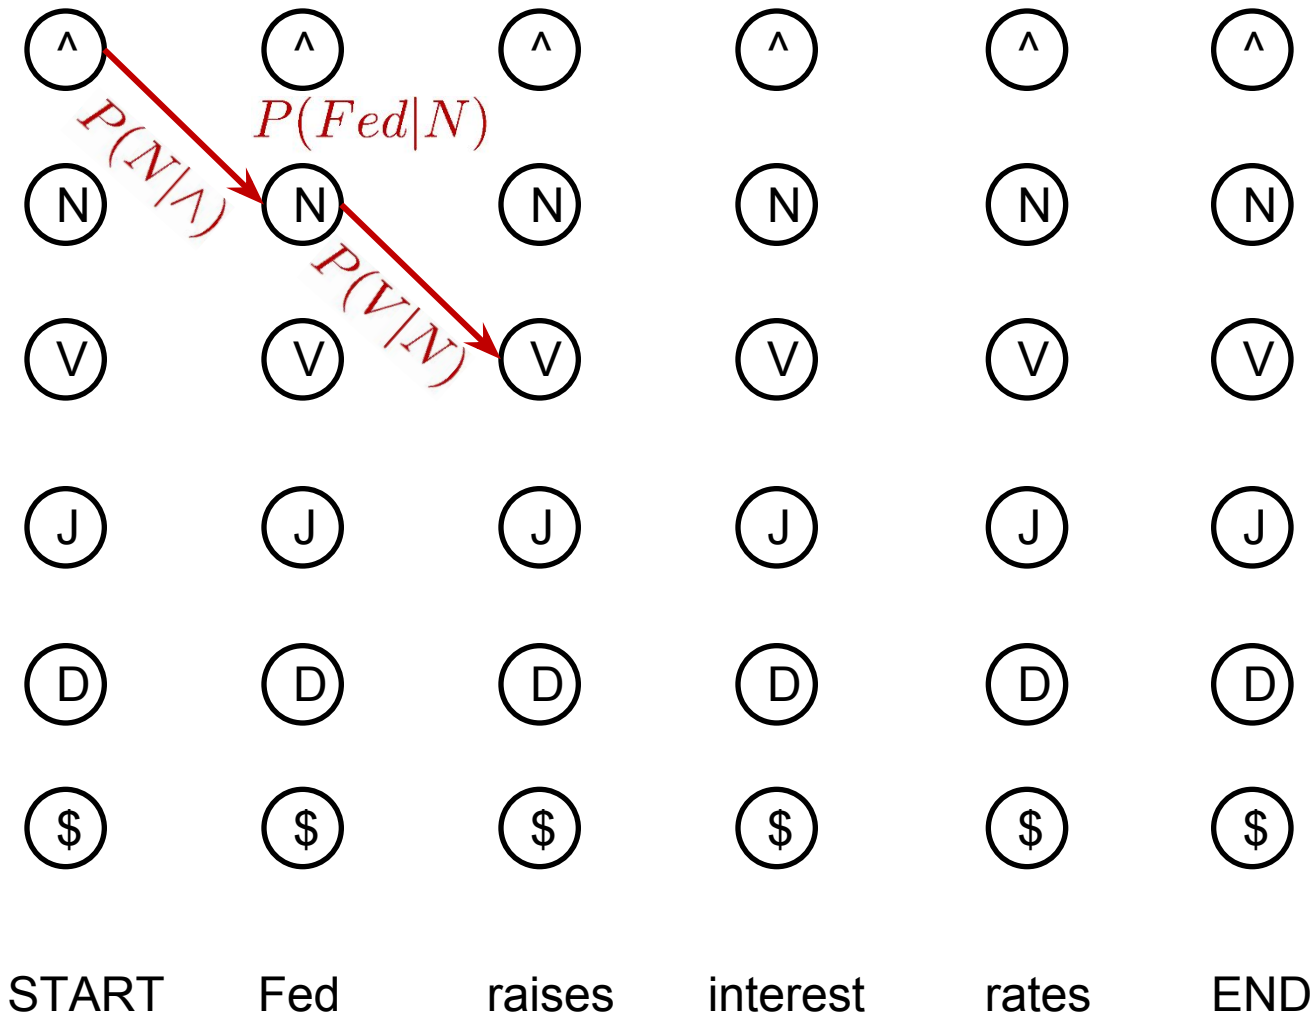 ^ ^ ^ ^ ^ ^
P(N|∧) P(Fed|N)
N N N N N N
P(V|N)
V V V V V V
J J J J J J
D D D D D D
$ $ $ $ $ $
START Fed raises interest rates END